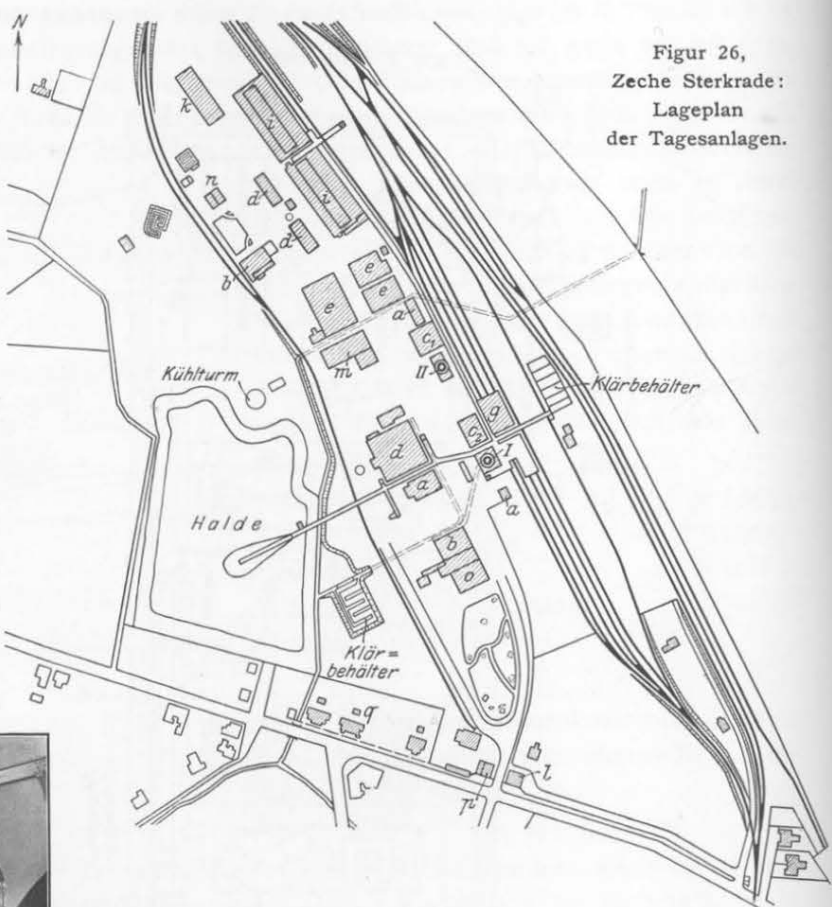 N
Figur 26,
Zeche Sterkrade:
Lageplan
der Tagesanlagen.
k
i
n
d
i
d
b
e
e
e
a
c1
m
II
Kühlturm
Klärbehälter
g
c2
d
I
a
a
Halde
b
o
Klär=
behälter
s
q
p
l